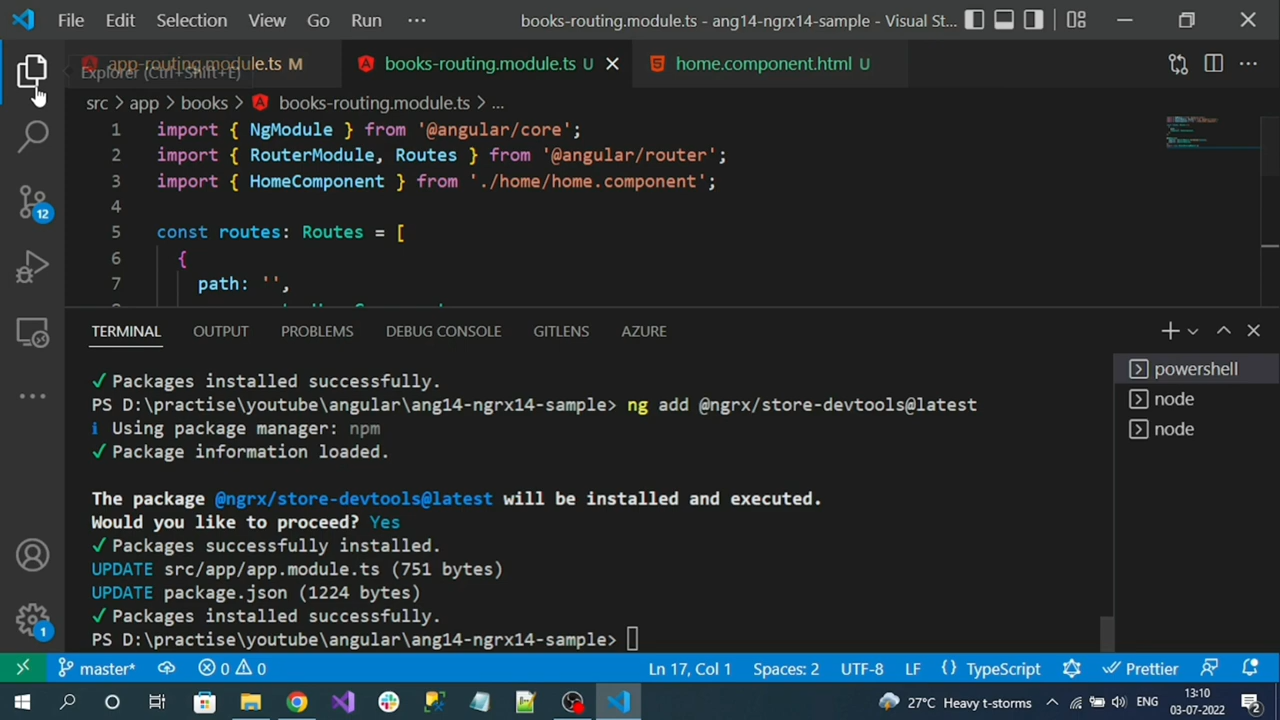 File Edit Selection View Go Run ··· books-routing.module.ts - ang14-ngrx14-sample - Visual St...
app-routing.module.ts M books-routing.module.ts U home.component.html U
Explorer (Ctrl+Shift+E)
src > app > books > books-routing.module.ts > ...
1 import { NgModule } from '@angular/core';
2 import { RouterModule, Routes } from '@angular/router';
3 import { HomeComponent } from './home/home.component';
4
5 const routes: Routes = [
6 {
7 path: '',
12
TERMINAL OUTPUT PROBLEMS DEBUG CONSOLE GITLENS AZURE
✓ Packages installed successfully.
PS D:\practise\youtube\angular\ang14-ngrx14-sample> ng add @ngrx/store-devtools@latest
i Using package manager: npm
✓ Package information loaded.
The package @ngrx/store-devtools@latest will be installed and executed.
Would you like to proceed? Yes
✓ Packages successfully installed.
UPDATE src/app/app.module.ts (751 bytes)
UPDATE package.json (1224 bytes)
✓ Packages installed successfully.
PS D:\practise\youtube\angular\ang14-ngrx14-sample>
powershell
node
node
1
master* 0 0 Ln 17, Col 1 Spaces: 2 UTF-8 LF {} TypeScript Prettier
27°C Heavy t-storms ENG 13:10
03-07-2022 2